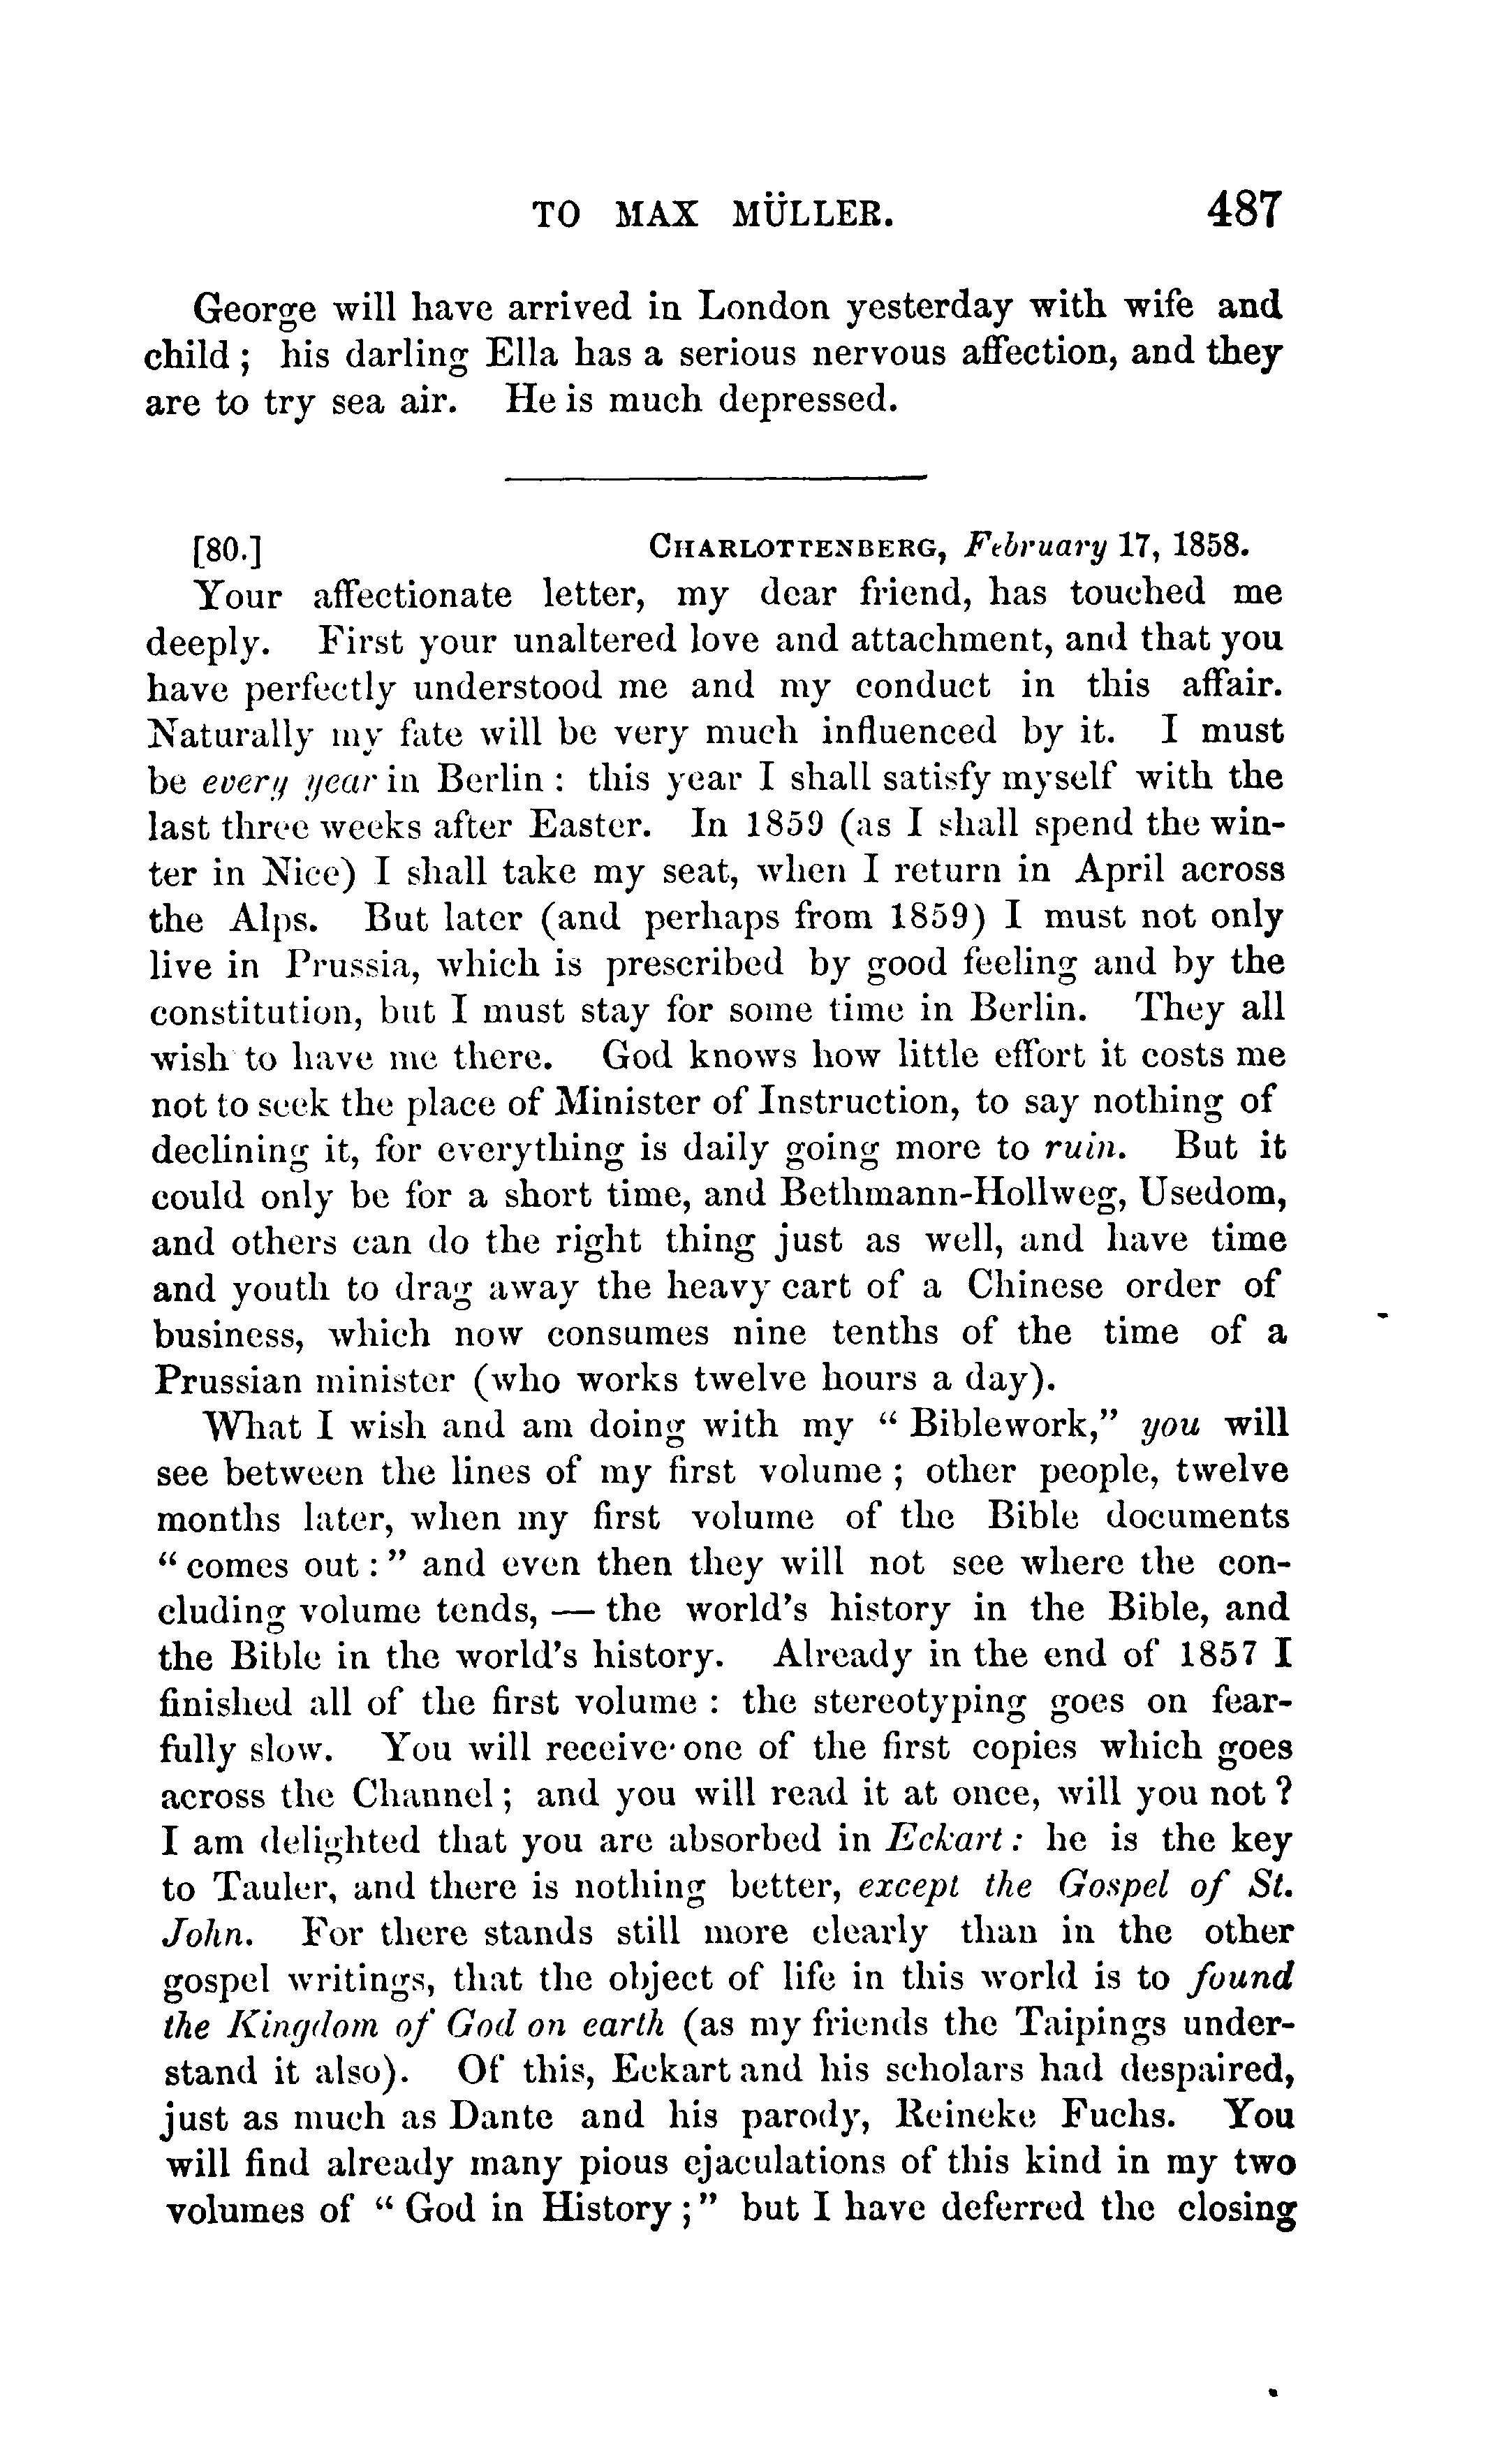 TO MAX MÜLLER. 487
George will have arrived in London yesterday with wife and
child ; his darling Ella has a serious nervous affection, and they
are to try sea air. He is much depressed.
[80.] CHARLOTTENBERG, February 17, 1858.
Your affectionate letter, my dear friend, has touched me
deeply. First your unaltered love and attachment, and that you
have perfectly understood me and my conduct in this affair.
Naturally my fate will be very much influenced by it. I must
be every year in Berlin : this year I shall satisfy myself with the
last three weeks after Easter. In 1859 (as I shall spend the win-
ter in Nice) I shall take my seat, when I return in April across
the Alps. But later (and perhaps from 1859) I must not only
live in Prussia, which is prescribed by good feeling and by the
constitution, but I must stay for some time in Berlin. They all
wish to have me there. God knows how little effort it costs me
not to seek the place of Minister of Instruction, to say nothing of
declining it, for everything is daily going more to ruin. But it
could only be for a short time, and Bethmann-Hollweg, Usedom,
and others can do the right thing just as well, and have time
and youth to drag away the heavy cart of a Chinese order of
business, which now consumes nine tenths of the time of a
Prussian minister (who works twelve hours a day).
What I wish and am doing with my “ Biblework,” you will
see between the lines of my first volume ; other people, twelve
months later, when my first volume of the Bible documents
“ comes out : ” and even then they will not see where the con-
cluding volume tends, — the world's history in the Bible, and
the Bible in the world's history. Already in the end of 1857 I
finished all of the first volume : the stereotyping goes on fear-
fully slow. You will receive one of the first copies which goes
across the Channel ; and you will read it at once, will you not ?
I am delighted that you are absorbed in Eckart : he is the key
to Tauler, and there is nothing better, except the Gospel of St.
John. For there stands still more clearly than in the other
gospel writings, that the object of life in this world is to found
the Kingdom of God on earth (as my friends the Taipings under-
stand it also). Of this, Eckart and his scholars had despaired,
just as much as Dante and his parody, Reineke Fuchs. You
will find already many pious ejaculations of this kind in my two
volumes of “ God in History ; ” but I have deferred the closing